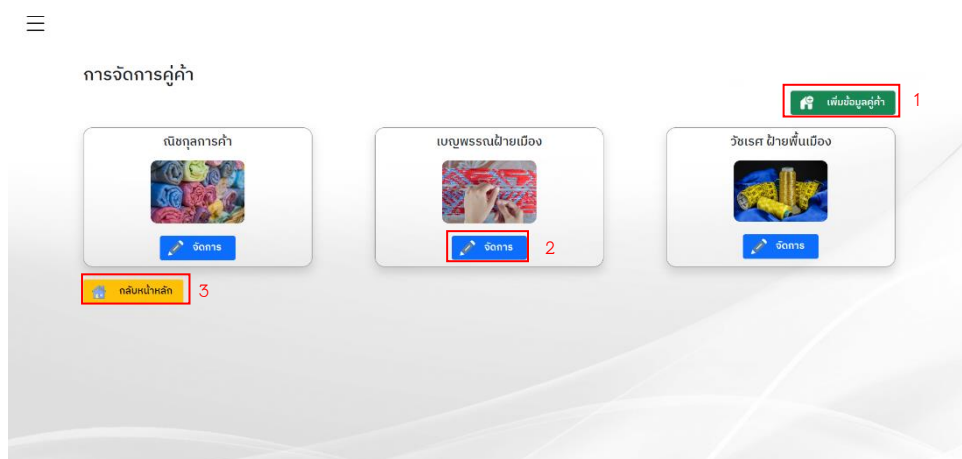 การจัดการคู่ค้า
เพิ่มข้อมูลคู่ค้า 1
ณิชกุลการค้า
เบญพรรณฝ้ายเมือง
วัชเรศ ฝ้ายพื้นเมือง
จัดการ
จัดการ 2
จัดการ
กลับหน้าหลัก 3